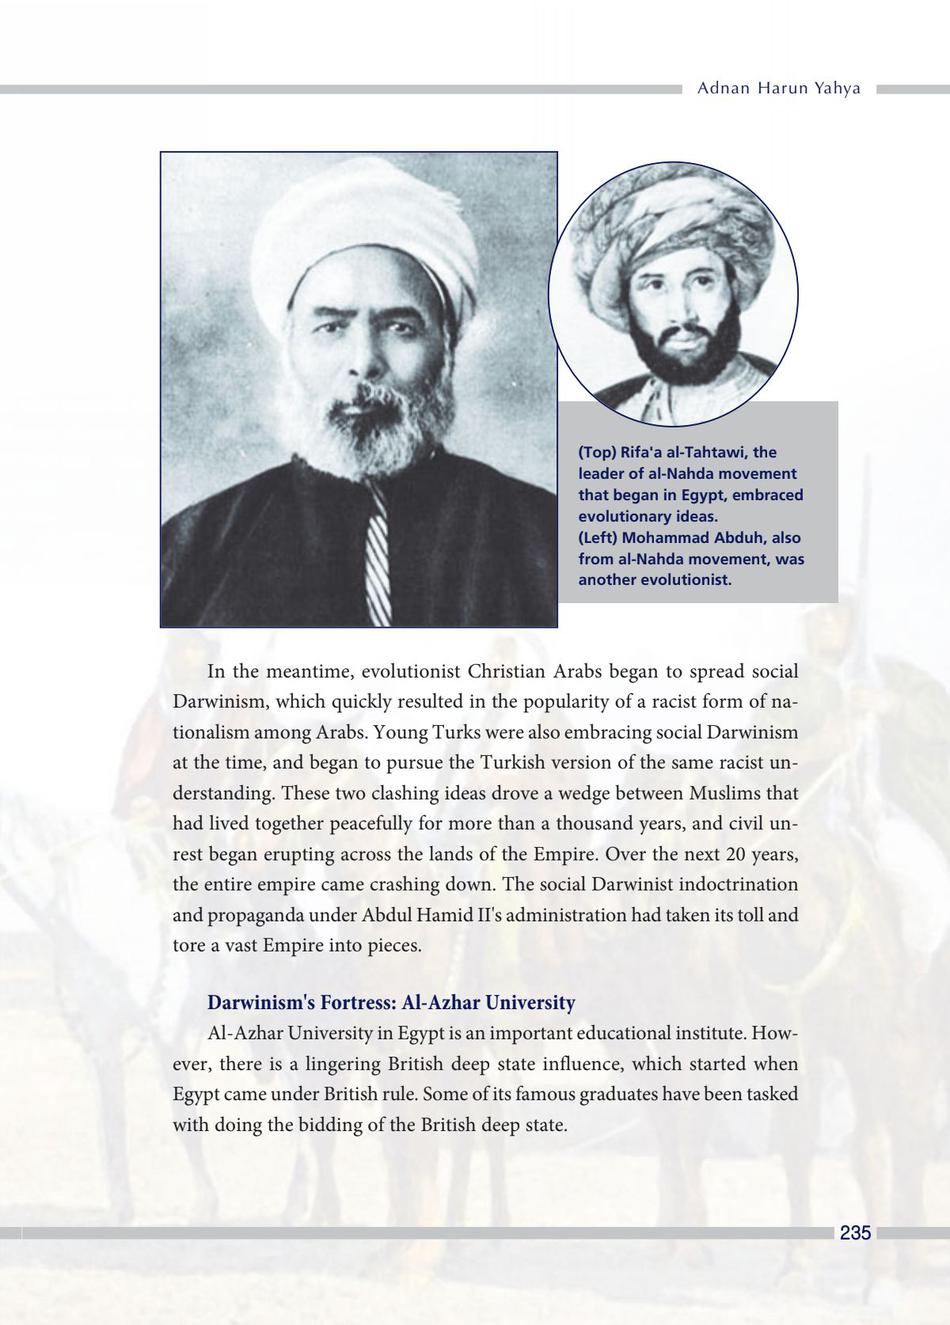 Adnan Harun Yahya
(Top) Rifa'a al-Tahtawi, the
leader of al-Nahda movement
that began in Egypt, embraced
evolutionary ideas.
(Left) Mohammad Abduh, also
from al-Nahda movement, was
another evolutionist.
In the meantime, evolutionist Christian Arabs began to spread social
Darwinism, which quickly resulted in the popularity of a racist form of na-
tionalism among Arabs. Young Turks were also embracing social Darwinism
at the time, and began to pursue the Turkish version of the same racist un-
derstanding. These two clashing ideas drove a wedge between Muslims that
had lived together peacefully for more than a thousand years, and civil un-
rest began erupting across the lands of the Empire. Over the next 20 years,
the entire empire came crashing down. The social Darwinist indoctrination
and propaganda under Abdul Hamid II's administration had taken its toll and
tore a vast Empire into pieces.
Darwinism's Fortress: Al-Azhar University
Al-Azhar University in Egypt is an important educational institute. How-
ever, there is a lingering British deep state influence, which started when
Egypt came under British rule. Some of its famous graduates have been tasked
with doing the bidding of the British deep state.
235